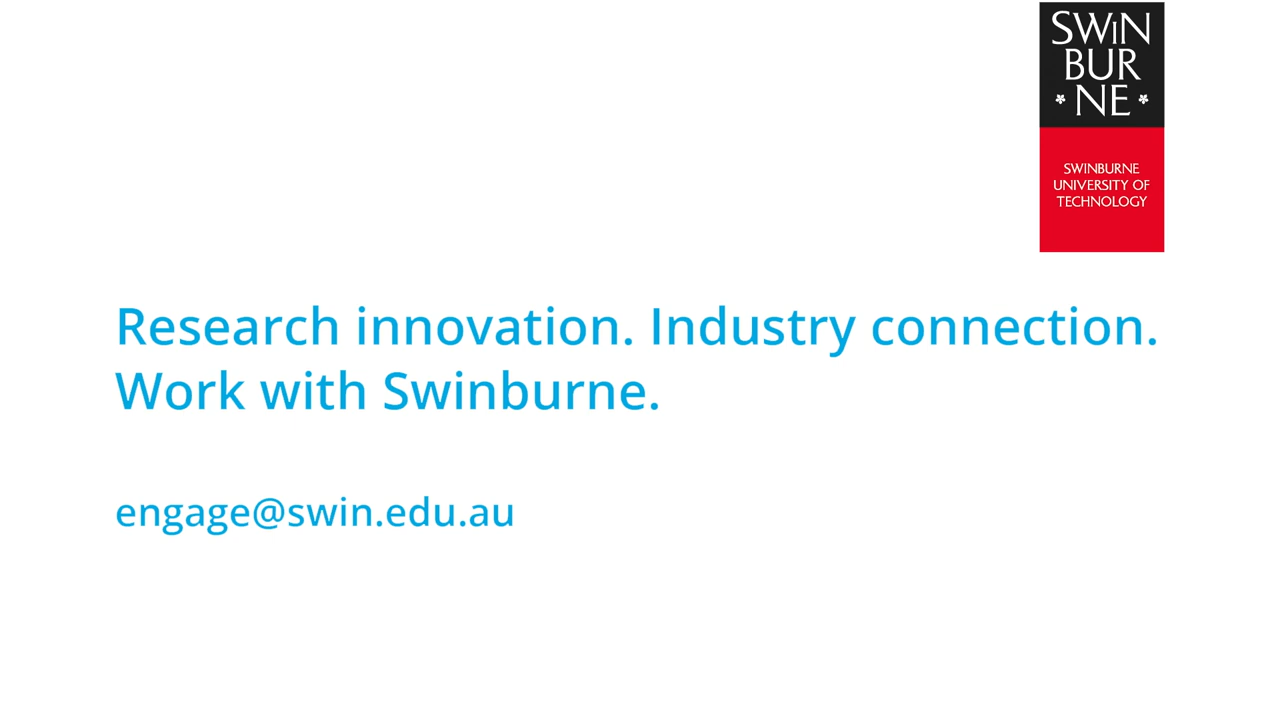 SWiN
BUR
NE
SWINBURNE
UNIVERSITY OF
TECHNOLOGY
Research innovation. Industry connection.
Work with Swinburne.
engage@swin.edu.au